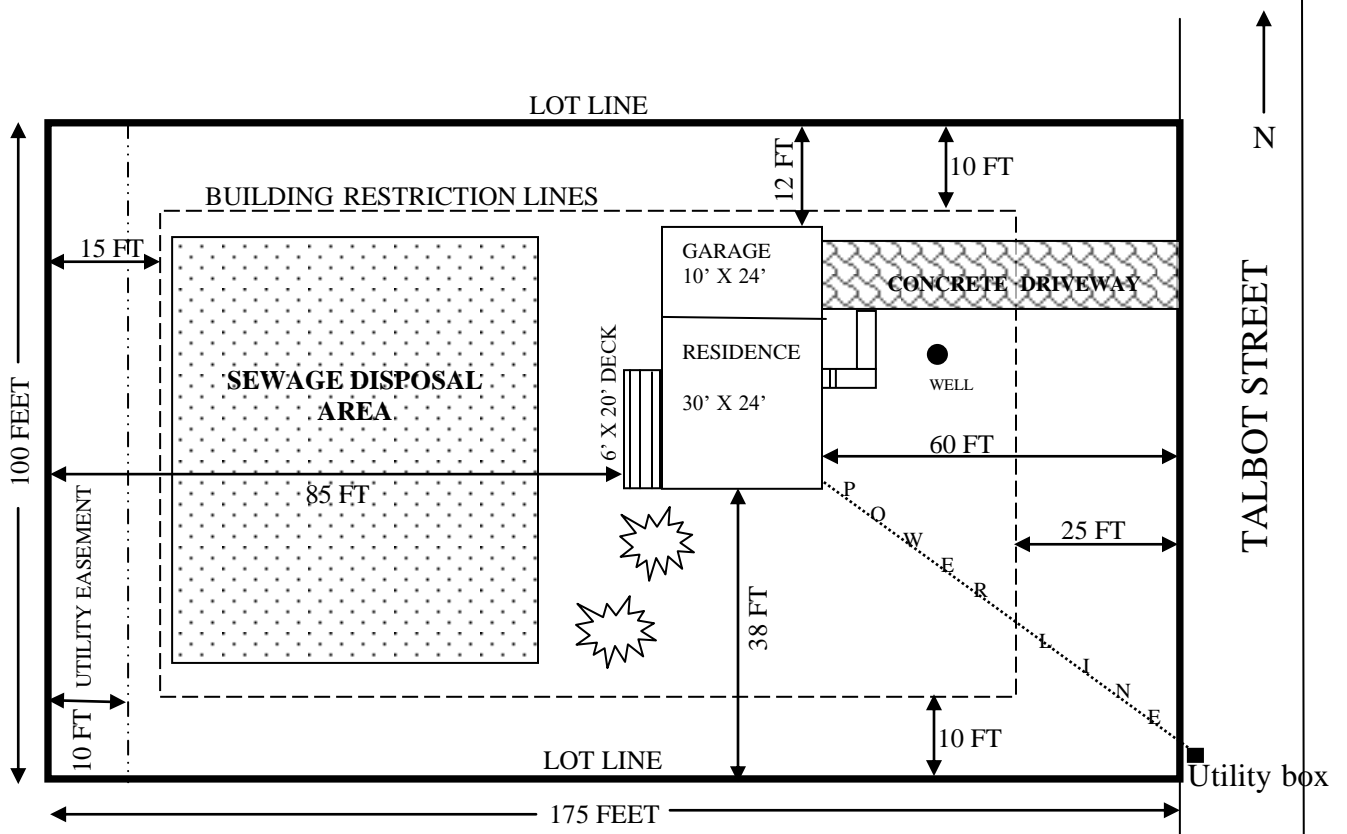 LOT LINE
N
12 FT
10 FT
BUILDING RESTRICTION LINES
15 FT
GARAGE
10' X 24'
CONCRETE DRIVEWAY
SEWAGE DISPOSAL
AREA
6' X 20' DECK
RESIDENCE
30' X 24'
WELL
TALBOT STREET
100 FEET
60 FT
85 FT
POWER LINE
25 FT
UTILITY EASEMENT
38 FT
10 FT
10 FT
LOT LINE
Utility box
175 FEET